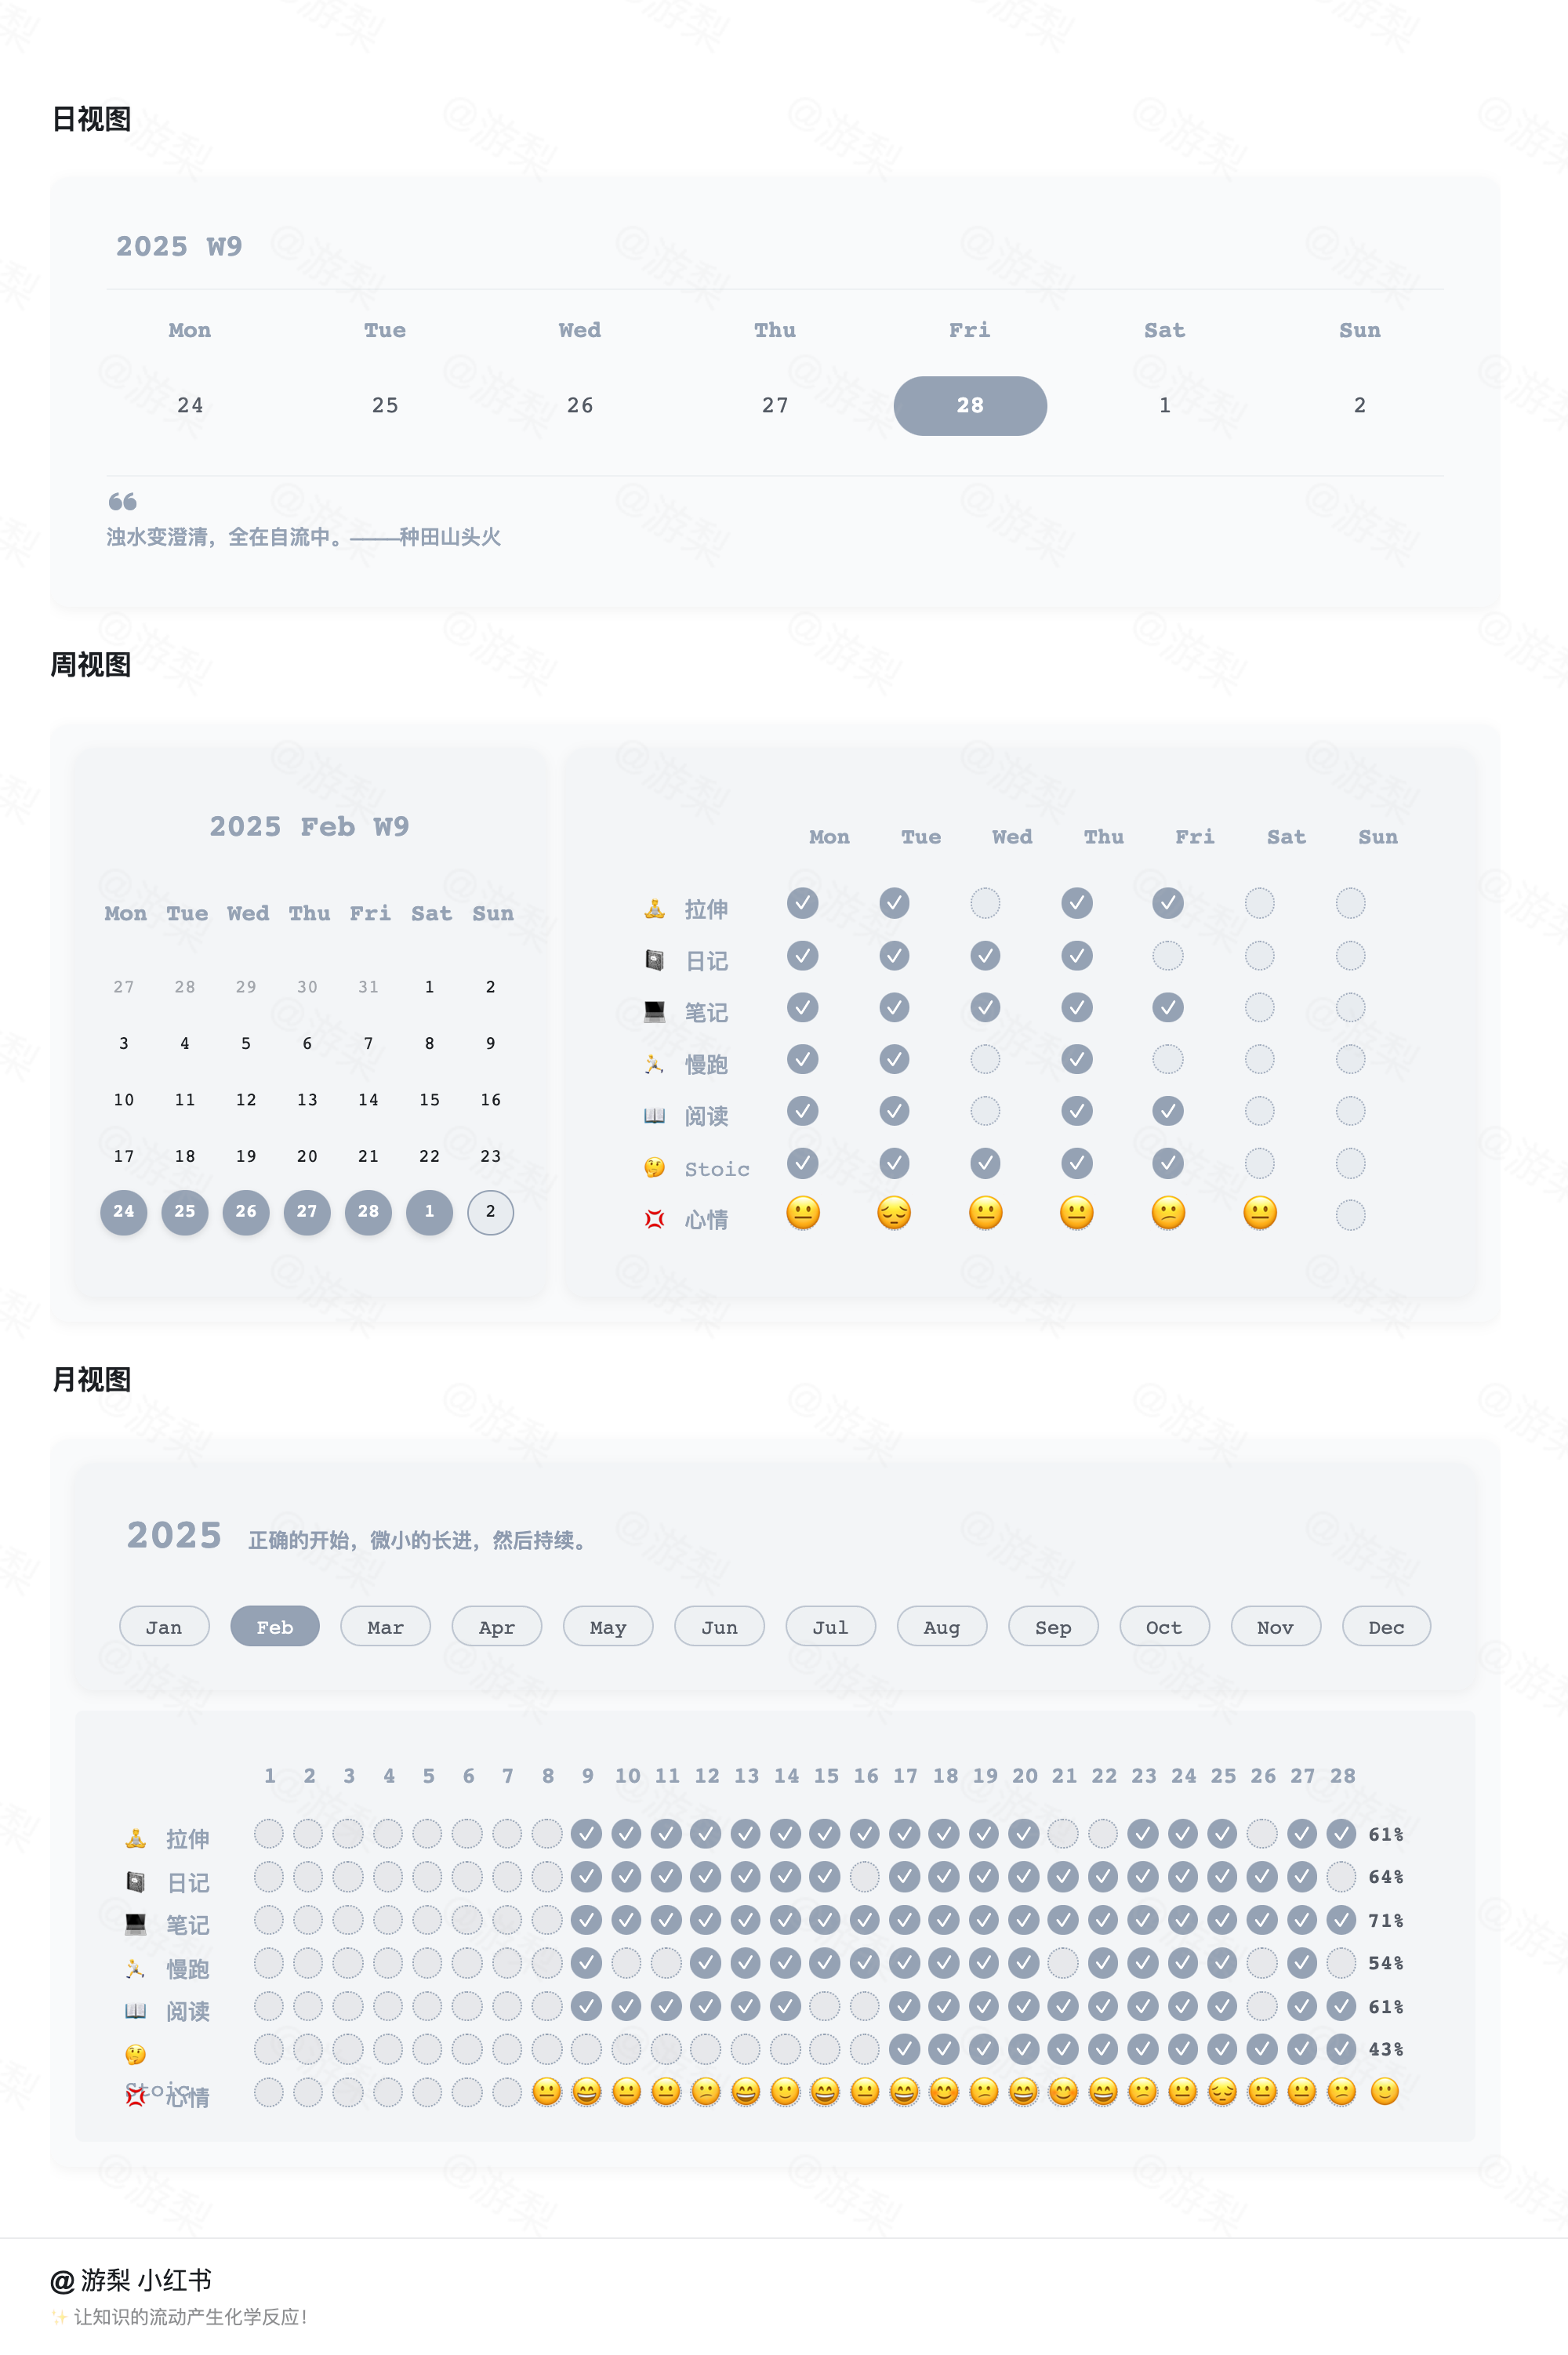 日视图
2025 W9
Mon Tue Wed Thu Fri Sat Sun
24 25 26 27 28 1 2
浊水变澄清，全在自流中。———种田山头火
周视图
2025 Feb W9
Mon Tue Wed Thu Fri Sat Sun
27 28 29 30 31 1 2
3 4 5 6 7 8 9
10 11 12 13 14 15 16
17 18 19 20 21 22 23
24 25 26 27 28 1 2
Mon Tue Wed Thu Fri Sat Sun
拉伸
日记
笔记
慢跑
阅读
Stoic
心情
月视图
2025 正确的开始，微小的长进，然后持续。
Jan Feb Mar Apr May Jun Jul Aug Sep Oct Nov Dec
1 2 3 4 5 6 7 8 9 10 11 12 13 14 15 16 17 18 19 20 21 22 23 24 25 26 27 28
拉伸 61%
日记 64%
笔记 71%
慢跑 54%
阅读 61%
43%
Stoic
心情
@ 游梨 小红书
✨ 让知识的流动产生化学反应！
@游梨